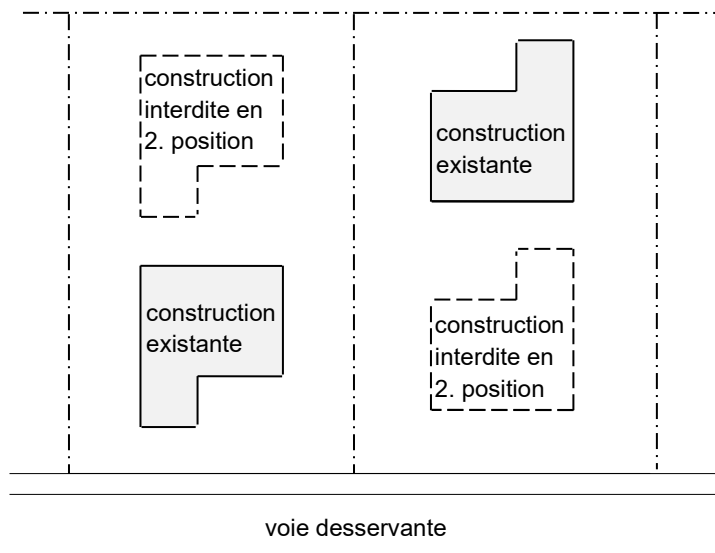 construction
interdite en
2. position
construction
existante
construction
existante
construction
interdite en
2. position
voie desservante